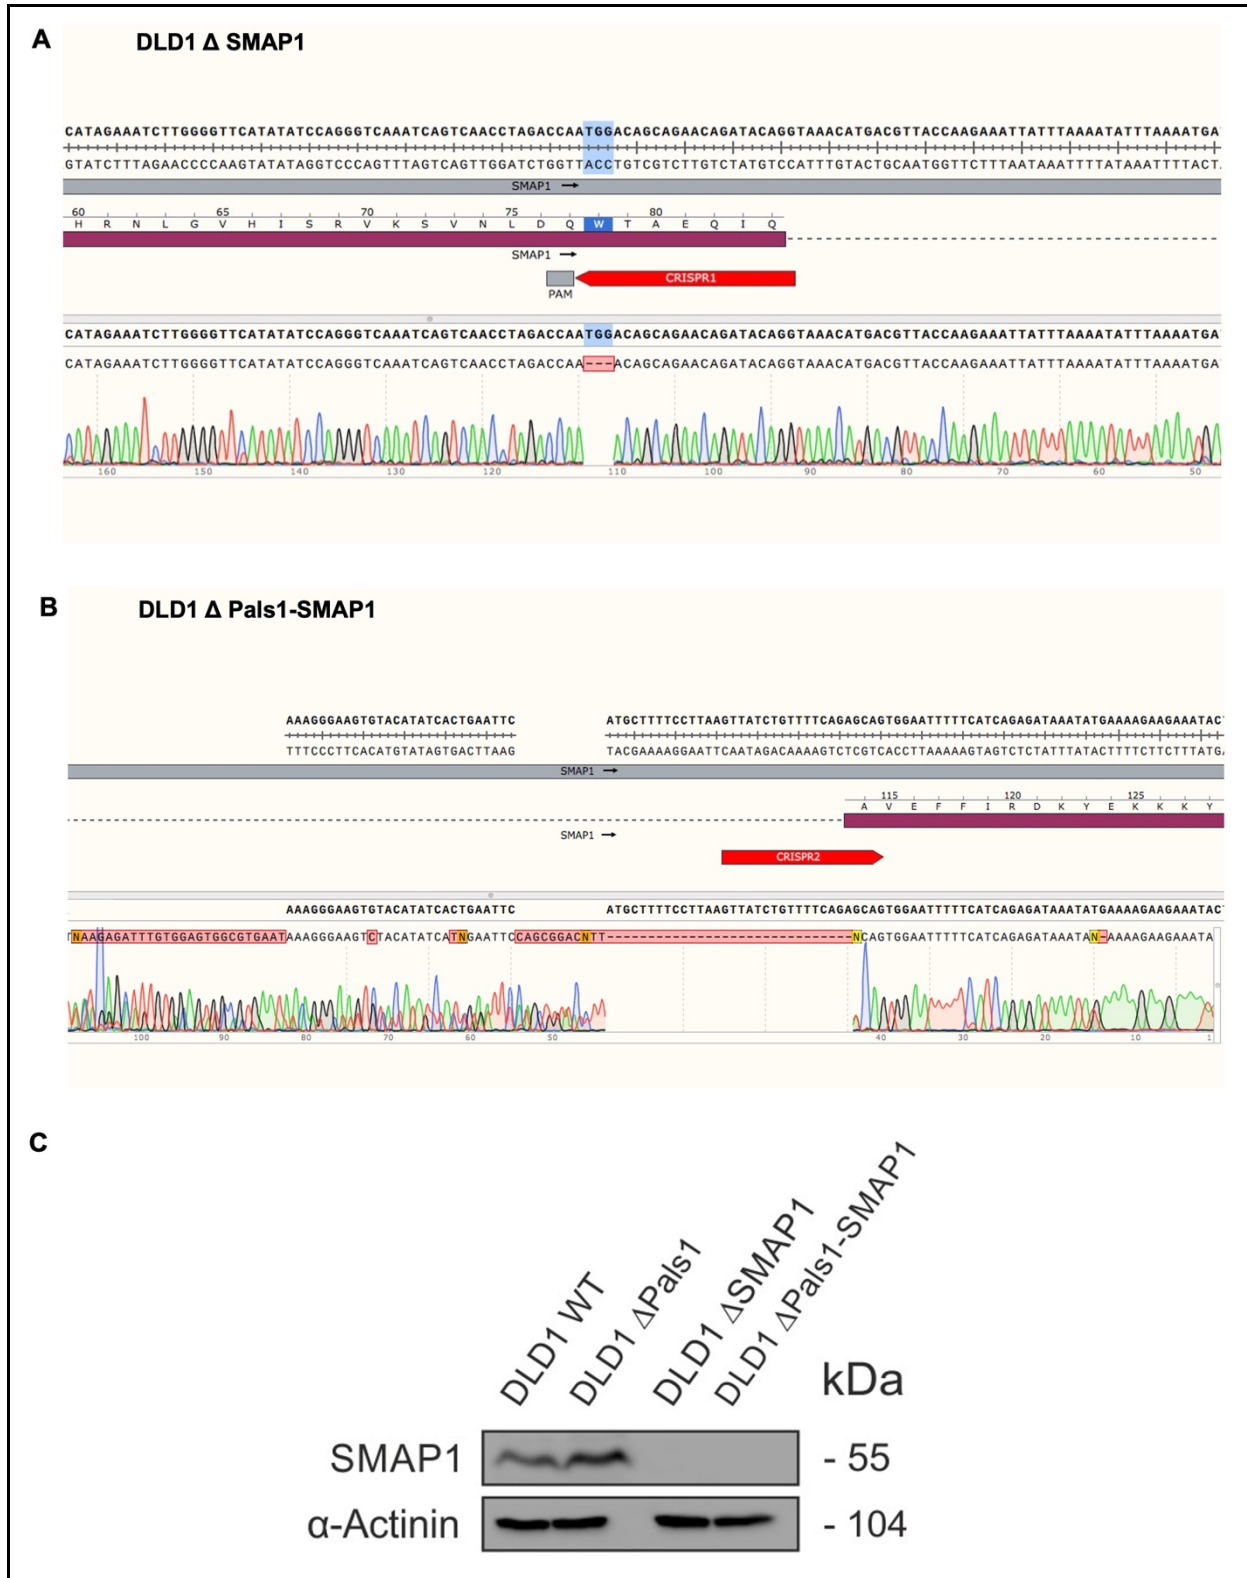 A
DLD1 Δ SMAP1
CATAGAAATCTTGGGGTTCATATATCCAGGGTCAAATCAGTCAACCTAGACCAATGGACAGCAGAACAGATACAGGTAAACATGACGTTACCAAGAAATTATTTAAAATATTTAAAATGA
GTATCTTTAGAACCCCAAGTATATAGGTCCCAGTTTAGTCAGTTGGATCTGGTTACCTGTCGTCTTGTCTATGTCCATTTGTACTGCAATGGTTCTTTAATAAATTTTATAAATTTTACT
SMAP1
60 65 70 75 80
H R N L G V H I S R V K S V N L D Q W T A E Q I Q
SMAP1
CRISPR1
PAM
CATAGAAATCTTGGGGTTCATATATCCAGGGTCAAATCAGTCAACCTAGACCAATGGACAGCAGAACAGATACAGGTAAACATGACGTTACCAAGAAATTATTTAAAATATTTAAAATGA
CATAGAAATCTTGGGGTTCATATATCCAGGGTCAAATCAGTCAACCTAGACCAA---ACAGCAGAACAGATACAGGTAAACATGACGTTACCAAGAAATTATTTAAAATATTTAAAATGA
160 150 140 130 120 110 100 90 80 70 60 50
B
DLD1 Δ Pals1-SMAP1
AAAGGGAAGTGTACATATCACTGAATTC ATGCTTTTCCTTAAGTTATCTGTTTTCAGAGCAGTGGAATTTTTCATCAGAGATAAATATGAAAAGAAGAAATAC
TTTCCCTTCACATGTATAGTGACTTAAG TACGAAAAGGAATTCAATAGACAAAAGTCTCGTCACCTTAAAAAGTAGTCTCTATTTATACTTTTCTTCTTTATG
SMAP1
115 120 125
A V E F F I R D K Y E K K K Y
SMAP1
CRISPR2
AAAGGGAAGTGTACATATCACTGAATTC ATGCTTTTCCTTAAGTTATCTGTTTTCAGAGCAGTGGAATTTTTCATCAGAGATAAATATGAAAAGAAGAAATAC
TNAAGAGATTTGTGGAGTGGCGTGAATAAAGGGAAGTCTACATATCATNGAATTCCAGCGGACNTT------------------------------NCAGTGGAATTTTTCATCAGAGATAAATAN-AAAAGAAGAAATA
100 90 80 70 60 50 40 30 20 10 1
C
DLD1 WT
DLD1 ΔPals1
DLD1 ΔSMAP1
DLD1 ΔPals1-SMAP1
kDa
SMAP1 - 55
α-Actinin - 104